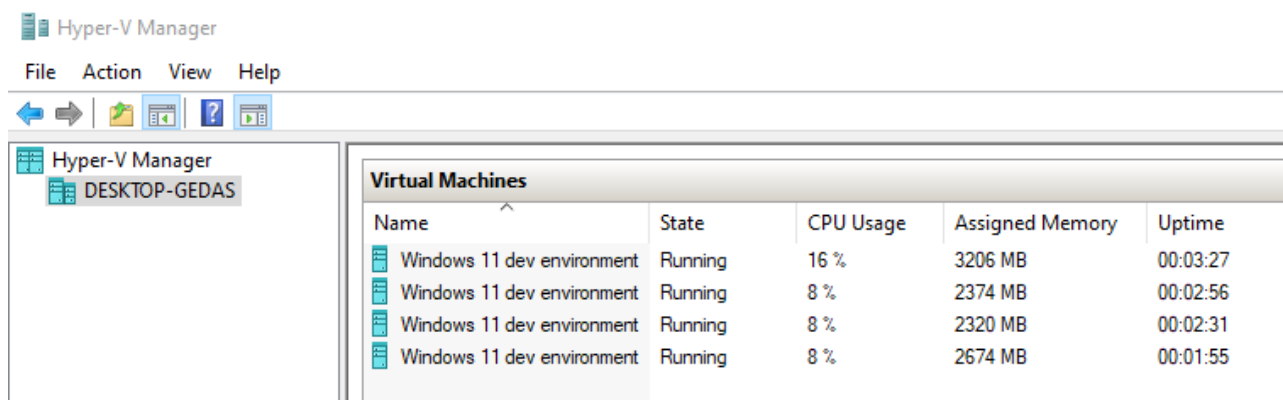 Hyper-V Manager
File Action View Help
Hyper-V Manager
DESKTOP-GEDAS
Virtual Machines
Name State CPU Usage Assigned Memory Uptime
Windows 11 dev environment Running 16 % 3206 MB 00:03:27
Windows 11 dev environment Running 8 % 2374 MB 00:02:56
Windows 11 dev environment Running 8 % 2320 MB 00:02:31
Windows 11 dev environment Running 8 % 2674 MB 00:01:55